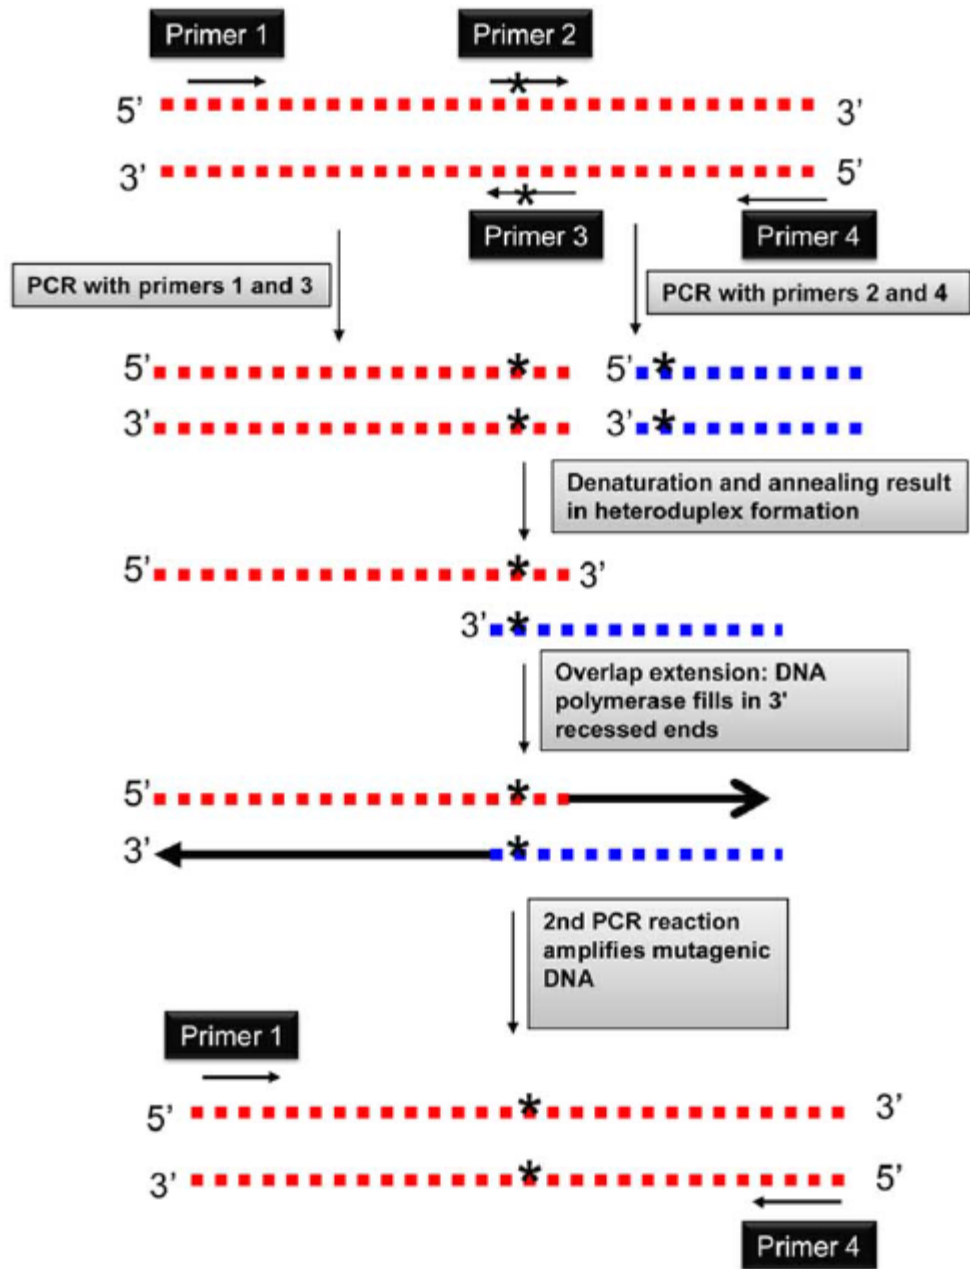 Primer 1 Primer 2
5’ 3’
3’ 5’
Primer 3 Primer 4
PCR with primers 1 and 3
PCR with primers 2 and 4
5’ 5’
3’ 3’
Denaturation and annealing result
in heteroduplex formation
5’ 3’
3’
Overlap extension: DNA
polymerase fills in 3'
recessed ends
5’
3’
2nd PCR reaction
amplifies mutagenic
DNA
Primer 1
5’ 3’
3’ 5’
Primer 4